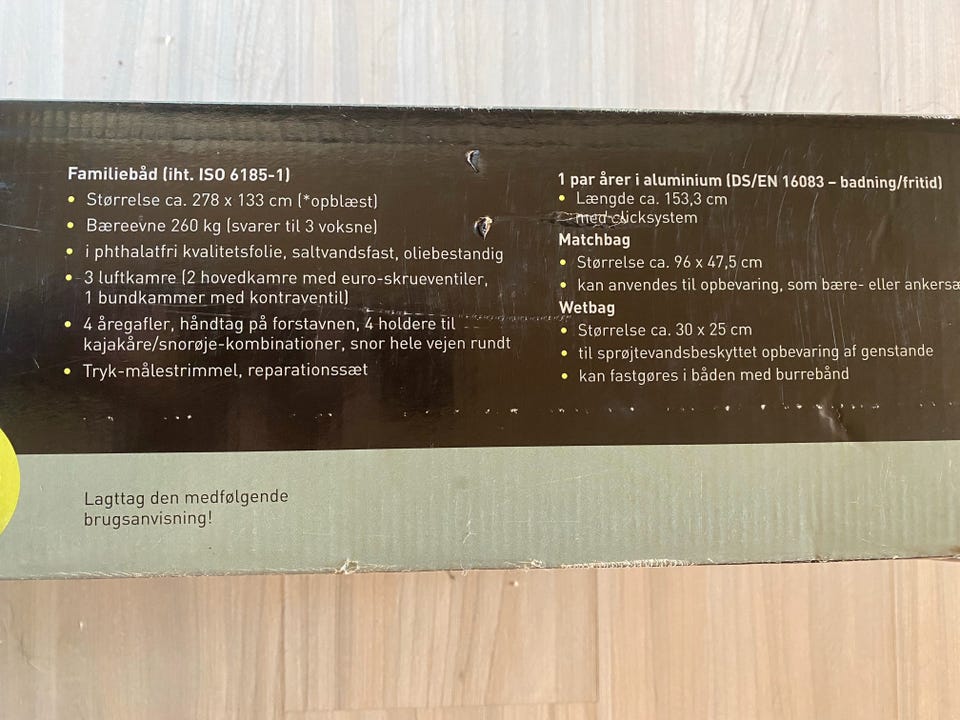 Familiebåd (iht. ISO 6185-1)
• Størrelse ca. 278 x 133 cm (*opblæst)
• Bæreevne 260 kg (svarer til 3 voksne)
• i phthalatfri kvalitetsfolie, saltvandsfast, oliebestandig
• 3 luftkamre (2 hovedkamre med euro-skrueventiler,
1 bundkammer med kontraventil)
• 4 åregafler, håndtag på forstavnen, 4 holdere til
kajakåre/snorøje-kombinationer, snor hele vejen rundt
• Tryk-målestrimmel, reparationssæt
Lagttag den medfølgende
brugsanvisning!
1 par årer i aluminium (DS/EN 16083 – badning/fritid)
• Længde ca. 153,3 cm
med clicksystem
Matchbag
• Størrelse ca. 96 x 47,5 cm
• kan anvendes til opbevaring, som bære- eller ankersæ
Wetbag
• Størrelse ca. 30 x 25 cm
• til sprøjtevandsbeskyttet opbevaring af genstande
• kan fastgøres i båden med burrebånd